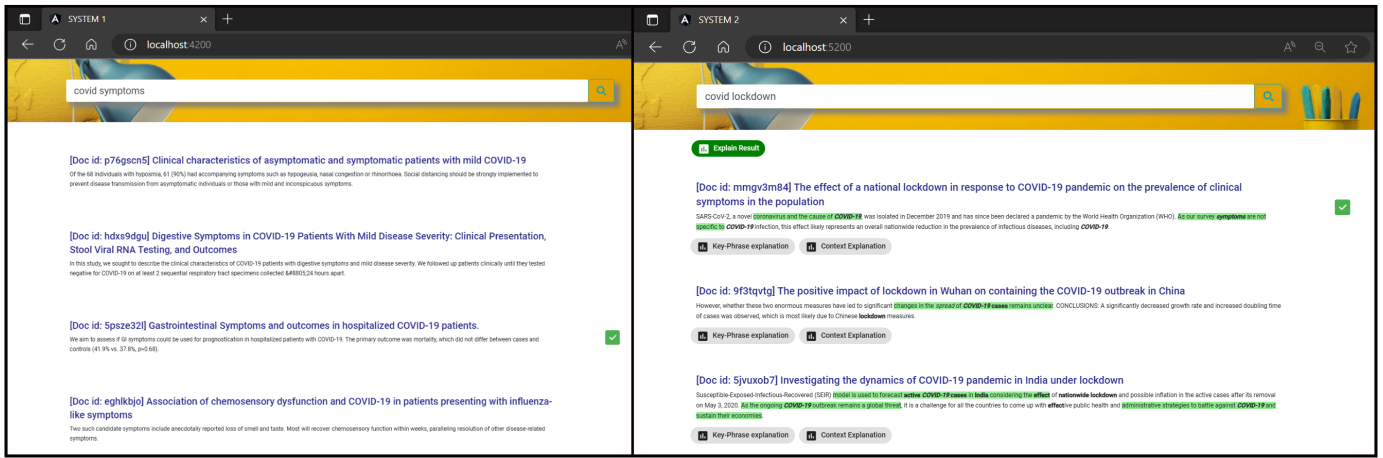 SYSTEM 1
localhost:4200
covid symptoms
[Doc id: p76gscn5] Clinical characteristics of asymptomatic and symptomatic patients with mild COVID-19
Of the 68 individuals with hyposmia, 61 (90%) had accompanying symptoms such as hypogeusia, nasal congestion or rhinorrhoea. Social distancing should be strongly implemented to
prevent disease transmission from asymptomatic individuals or those with mild and inconspicuous symptoms.
[Doc id: hdxs9dgu] Digestive Symptoms in COVID-19 Patients With Mild Disease Severity: Clinical Presentation,
Stool Viral RNA Testing, and Outcomes
In this study, we sought to describe the clinical characteristics of COVID-19 patients with digestive symptoms and mild disease severity. We followed up patients clinically until they tested
negative for COVID-19 on at least 2 sequential respiratory tract specimens collected &#8805;24 hours apart.
[Doc id: 5psze32l] Gastrointestinal Symptoms and outcomes in hospitalized COVID-19 patients.
We aim to assess if GI symptoms could be used for prognostication in hospitalized patients with COVID-19. The primary outcome was mortality, which did not differ between cases and
controls (41.9% vs. 37.8%, p=0.68).
[Doc id: eghlkbjo] Association of chemosensory dysfunction and COVID-19 in patients presenting with influenza-
like symptoms
Two such candidate symptoms include anecdotally reported loss of smell and taste. Most will recover chemosensory function within weeks, paralleling resolution of other disease-related
symptoms.
SYSTEM 2
localhost:5200
covid lockdown
Explain Result
[Doc id: mmgv3m84] The effect of a national lockdown in response to COVID-19 pandemic on the prevalence of clinical
symptoms in the population
SARS-CoV-2, a novel coronavirus and the cause of COVID-19, was isolated in December 2019 and has since been declared a pandemic by the World Health Organization (WHO). As our survey symptoms are not
specific to COVID-19 infection, this effect likely represents an overall nationwide reduction in the prevalence of infectious diseases, including COVID-19.
Key-Phrase explanation Context Explanation
[Doc id: 9f3tqvtg] The positive impact of lockdown in Wuhan on containing the COVID-19 outbreak in China
However, whether these two enormous measures have led to significant changes in the spread of COVID-19 cases remains unclear. CONCLUSIONS: A significantly decreased growth rate and increased doubling time
of cases was observed, which is most likely due to Chinese lockdown measures.
Key-Phrase explanation Context Explanation
[Doc id: 5jvuxob7] Investigating the dynamics of COVID-19 pandemic in India under lockdown
Susceptible-Exposed-Infectious-Recovered (SEIR) model is used to forecast active COVID-19 cases in India considering the effect of nationwide lockdown and possible inflation in the active cases after its removal
on May 3, 2020. As the ongoing COVID-19 outbreak remains a global threat, it is a challenge for all the countries to come up with effective public health and administrative strategies to battle against COVID-19 and
sustain their economies.
Key-Phrase explanation Context Explanation